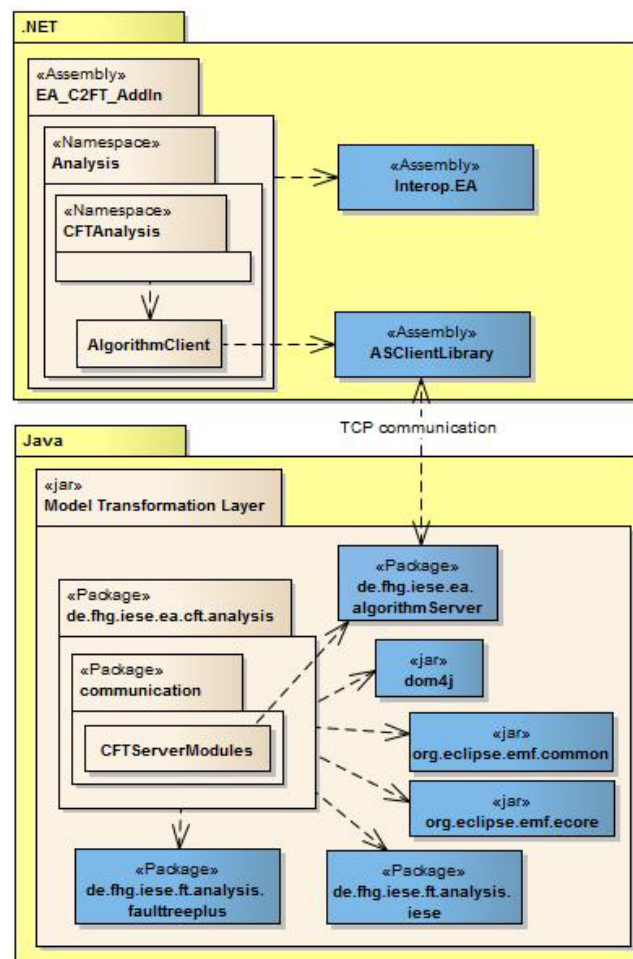 .NET
«Assembly»
EA_C2FT_AddIn
«Namespace»
Analysis
«Namespace»
CFTAnalysis
AlgorithmClient
«Assembly»
Interop.EA
«Assembly»
ASClientLibrary
TCP communication
Java
«jar»
Model Transformation Layer
«Package»
de.fhg.iese.ea.
algorithmServer
«Package»
de.fhg.iese.ea.cft.analysis
«Package»
communication
CFTServerModules
«jar»
dom4j
«jar»
org.eclipse.emf.common
«jar»
org.eclipse.emf.ecore
«Package»
de.fhg.iese.ft.analysis.
faulttreeplus
«Package»
de.fhg.iese.ft.analysis.
iese